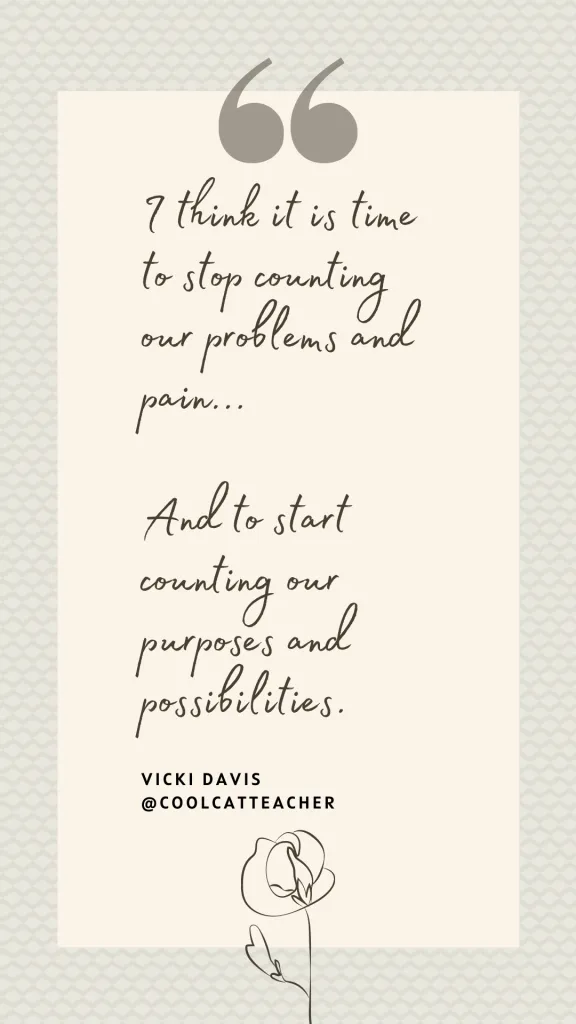 I think it is time
to stop counting
our problems and
pain...
And to start
counting our
purposes and
possibilities.
VICKI DAVIS
@COOLCATTEACHER